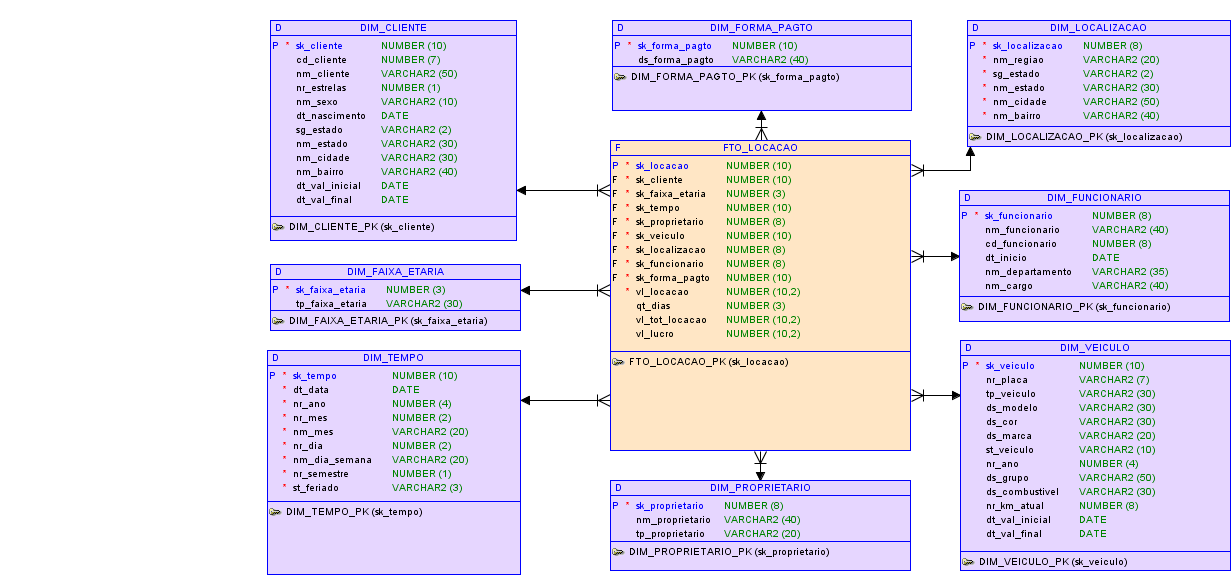 D DIM_CLIENTE
P * sk_cliente NUMBER (10)
cd_cliente NUMBER (7)
nm_cliente VARCHAR2 (50)
nr_estrelas NUMBER (1)
nm_sexo VARCHAR2 (10)
dt_nascimento DATE
sg_estado VARCHAR2 (2)
nm_estado VARCHAR2 (30)
nm_cidade VARCHAR2 (30)
nm_bairro VARCHAR2 (40)
dt_val_inicial DATE
dt_val_final DATE
DIM_CLIENTE_PK (sk_cliente)
D DIM_FAIXA_ETARIA
P * sk_faixa_etaria NUMBER (3)
tp_faixa_etaria VARCHAR2 (30)
DIM_FAIXA_ETARIA_PK (sk_faixa_etaria)
D DIM_TEMPO
P * sk_tempo NUMBER (10)
* dt_data DATE
* nr_ano NUMBER (4)
* nr_mes NUMBER (2)
* nm_mes VARCHAR2 (20)
* nr_dia NUMBER (2)
* nm_dia_semana VARCHAR2 (20)
* nr_semestre NUMBER (1)
* st_feriado VARCHAR2 (3)
DIM_TEMPO_PK (sk_tempo)
D DIM_FORMA_PAGTO
P * sk_forma_pagto NUMBER (10)
ds_forma_pagto VARCHAR2 (40)
DIM_FORMA_PAGTO_PK (sk_forma_pagto)
F FTO_LOCACAO
P * sk_locacao NUMBER (10)
F * sk_cliente NUMBER (10)
F * sk_faixa_etaria NUMBER (3)
F * sk_tempo NUMBER (10)
F * sk_proprietario NUMBER (8)
F * sk_veiculo NUMBER (10)
F * sk_localizacao NUMBER (8)
F * sk_funcionario NUMBER (8)
F * sk_forma_pagto NUMBER (10)
* vl_locacao NUMBER (10,2)
qt_dias NUMBER (3)
vl_tot_locacao NUMBER (10,2)
vl_lucro NUMBER (10,2)
FTO_LOCACAO_PK (sk_locacao)
D DIM_PROPRIETARIO
P * sk_proprietario NUMBER (8)
nm_proprietario VARCHAR2 (40)
tp_proprietario VARCHAR2 (20)
DIM_PROPRIETARIO_PK (sk_proprietario)
D DIM_LOCALIZACAO
P * sk_localizacao NUMBER (8)
* nm_regiao VARCHAR2 (20)
* sg_estado VARCHAR2 (2)
* nm_estado VARCHAR2 (30)
* nm_cidade VARCHAR2 (50)
* nm_bairro VARCHAR2 (40)
DIM_LOCALIZACAO_PK (sk_localizacao)
D DIM_FUNCIONARIO
P * sk_funcionario NUMBER (8)
nm_funcionario VARCHAR2 (40)
cd_funcionario NUMBER (8)
dt_inicio DATE
nm_departamento VARCHAR2 (35)
nm_cargo VARCHAR2 (40)
DIM_FUNCIONARIO_PK (sk_funcionario)
D DIM_VEICULO
P * sk_veiculo NUMBER (10)
nr_placa VARCHAR2 (7)
tp_veiculo VARCHAR2 (30)
ds_modelo VARCHAR2 (30)
ds_cor VARCHAR2 (30)
ds_marca VARCHAR2 (20)
st_veiculo VARCHAR2 (10)
nr_ano NUMBER (4)
ds_grupo VARCHAR2 (50)
ds_combustivel VARCHAR2 (30)
nr_km_atual NUMBER (8)
dt_val_inicial DATE
dt_val_final DATE
DIM_VEICULO_PK (sk_veiculo)